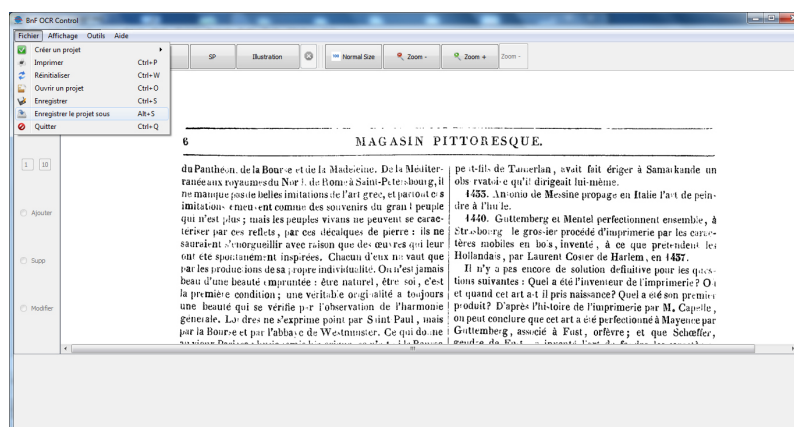 BnF OCR Control
Fichier Affichage Outils Aide
Créer un projet
Imprimer Ctrl+P
Réinitialiser Ctrl+W
Ouvrir un projet Ctrl+O
Enregistrer Ctrl+S
Enregistrer le projet sous Alt+S
Quitter Ctrl+Q
SP Illustration Normal Size Zoom - Zoom + Zoom -
1 10
Ajouter
Supp
Modifier
6 MAGASIN PITTORESQUE.
du Panthéon, de la Bourse et de la Madeleine. De la Méditer-
ranée aux royaumes du Nord, de Rome à Saint-Pétersbourg, il
ne manque pas de belles imitations de l'art grec, et partout ces
imitations émeuvent comme des souvenirs du grand peuple
qui n'est plus; mais les peuples vivans ne peuvent se carac-
tériser par ces reflets, par ces décalques de pierre : ils ne
sauraient s'enorgueillir avec raison que des œuvres qui leur
ont été spontanément inspirées. Chacun d'eux ne vaut que
par les productions de sa propre individualité. On n'est jamais
beau d'une beauté empruntée : être naturel, être soi, c'est
la première condition; une veritable originalité a toujours
une beauté qui se vérifie par l'observation de l'harmonie
génerale. Londres ne s'exprime point par Saint Paul, mais
par la Bourse et par l'abbaye de Westminster. Ce qui donne
peut-fils de Tamerlan, avait fait ériger à Samarkande un
observatoire qu'il dirigeait lui-même.
1455. Antonio de Messine propage en Italie l'art de pein-
dre à l'huile.
1440. Guttemberg et Mentel perfectionnent ensemble, à
Strasbourg le grossier procédé d'imprimerie par les carac-
tères mobiles en bois, inventé, à ce que pretendent les
Hollandais, par Laurent Coster de Harlem, en 1457.
Il n'y a pas encore de solution definitive pour les ques-
tions suivantes : Quel a été l'inventeur de l'imprimerie? Où
et quand cet art a-t-il pris naissance? Quel a eté son premier
produit? D'après l'histoire de l'imprimerie par M. Capelle,
on peut conclure que cet art a été perfectionné à Mayence par
Guttemberg, associé à Fust, orfèvre; et que Schœffer,